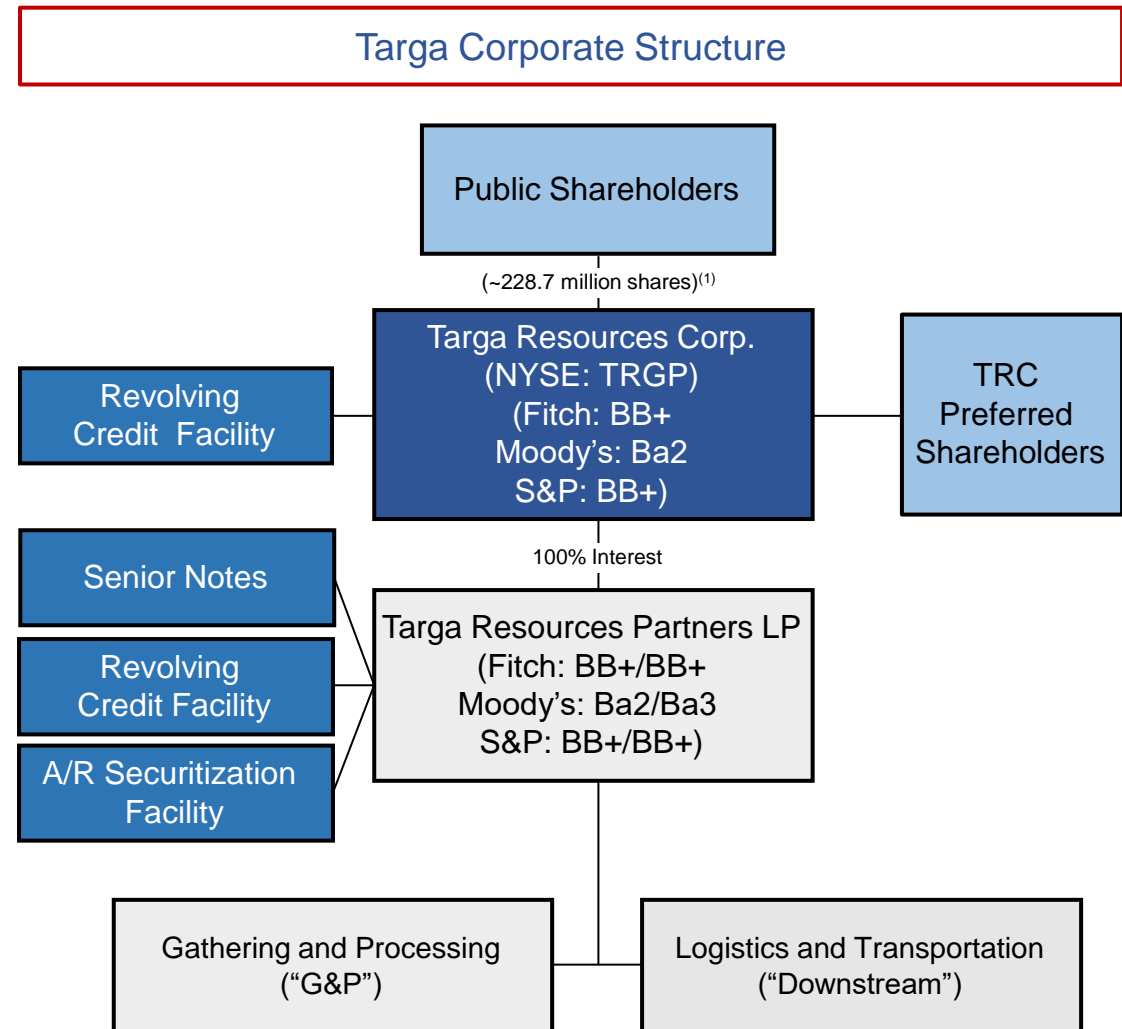 Targa Corporate Structure
Public Shareholders
(~228.7 million shares)(1)
Targa Resources Corp.
(NYSE: TRGP)
(Fitch: BB+
Moody’s: Ba2
S&P: BB+)
Revolving
Credit Facility
TRC
Preferred
Shareholders
100% Interest
Senior Notes
Revolving
Credit Facility
A/R Securitization
Facility
Targa Resources Partners LP
(Fitch: BB+/BB+
Moody’s: Ba2/Ba3
S&P: BB+/BB+)
Gathering and Processing
(“G&P”)
Logistics and Transportation
(“Downstream”)